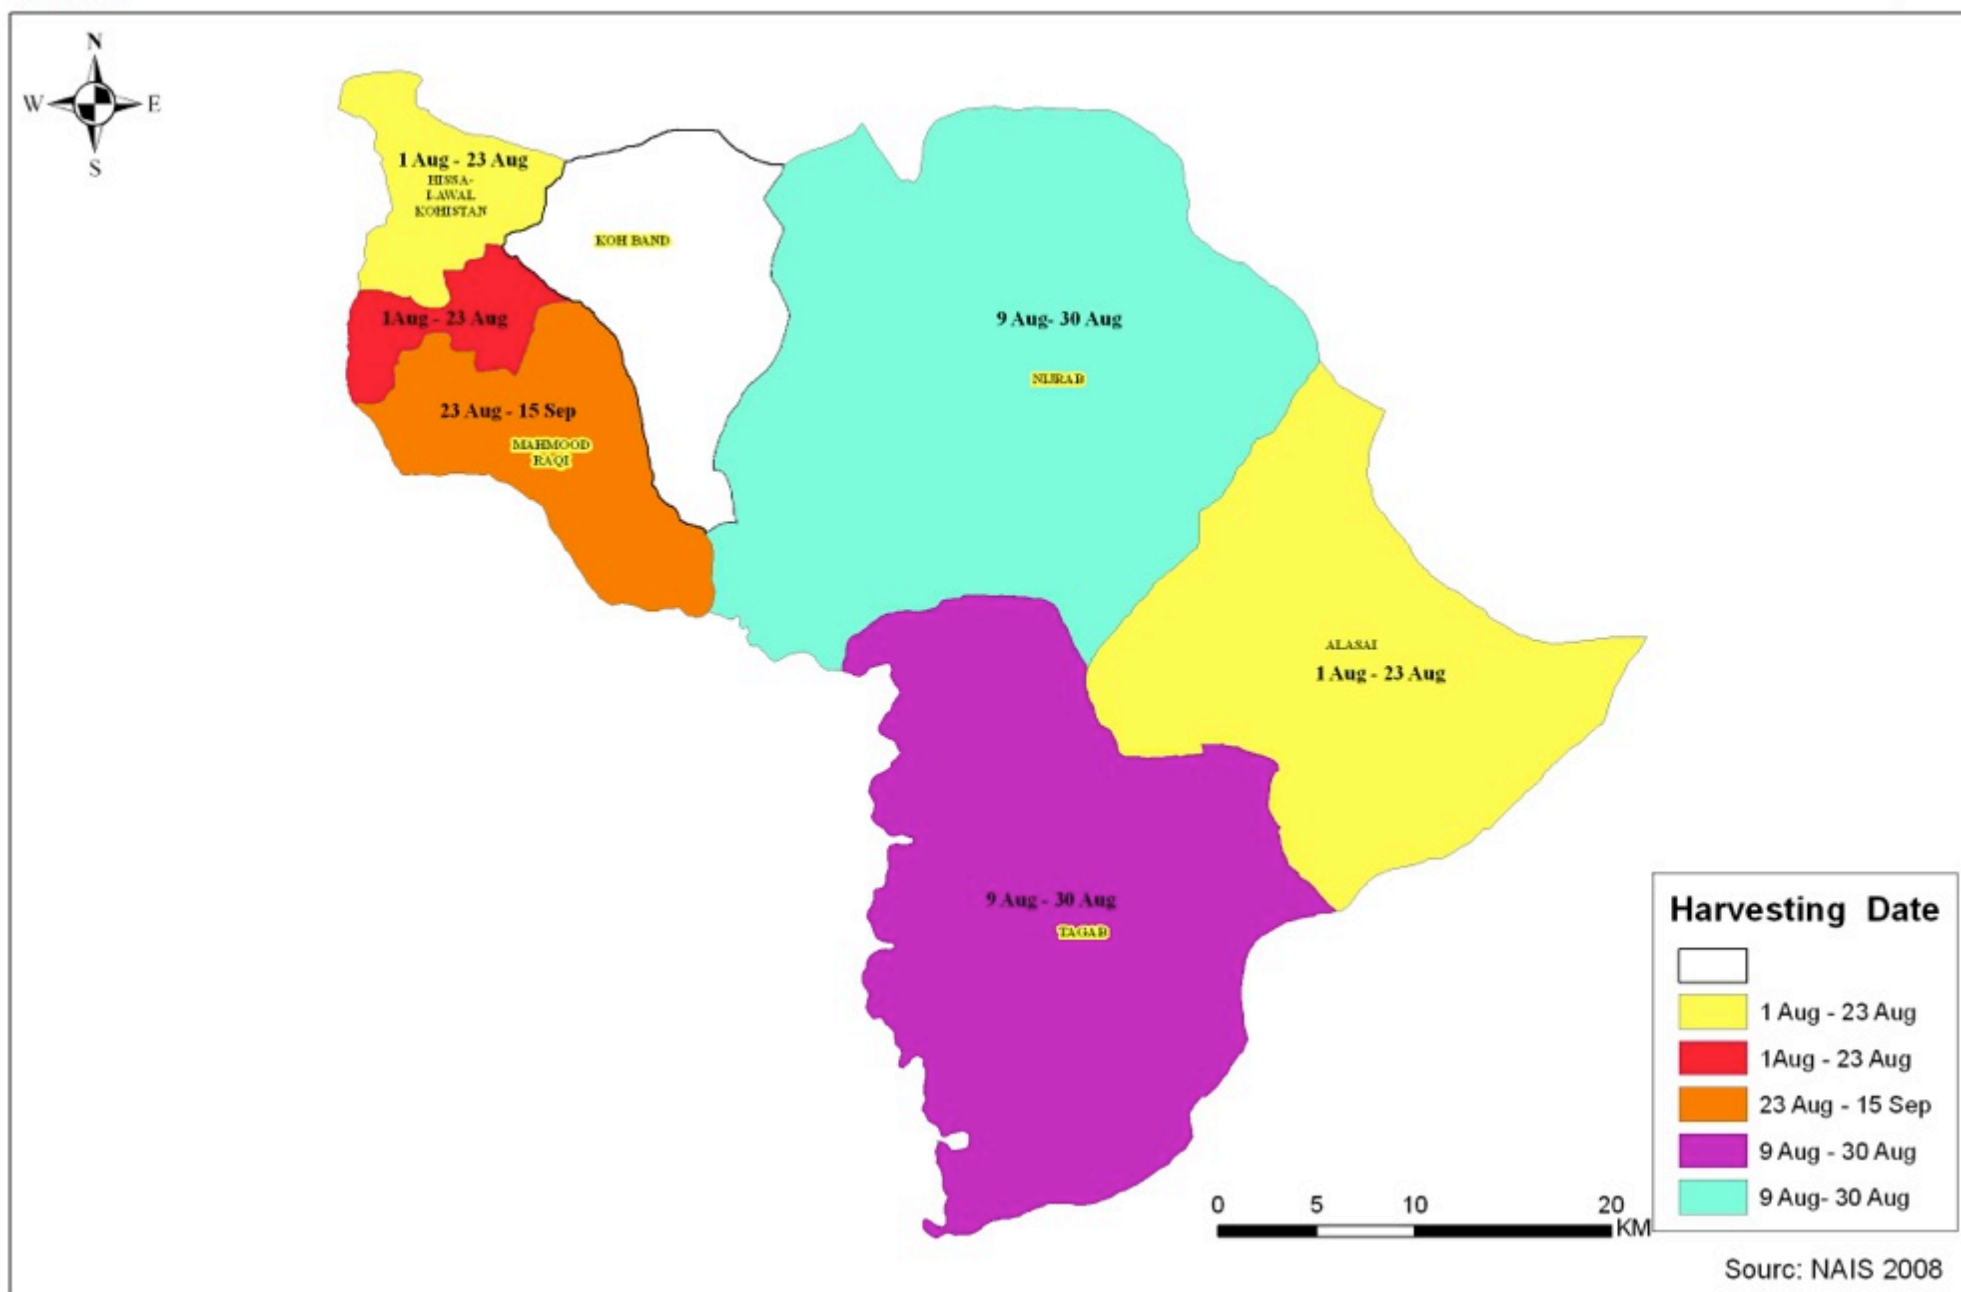 N
W E
S
1 Aug - 23 Aug
HISSA-
I-AWAL
KOHISTAN
KOH BAND
1Aug - 23 Aug
9 Aug- 30 Aug
NIJRAB
23 Aug - 15 Sep
MAHMOOD
RAQI
ALASAI
1 Aug - 23 Aug
9 Aug - 30 Aug
TAGAB
Harvesting Date
1 Aug - 23 Aug
1Aug - 23 Aug
23 Aug - 15 Sep
9 Aug - 30 Aug
9 Aug- 30 Aug
0 5 10 20
KM
Sourc: NAIS 2008